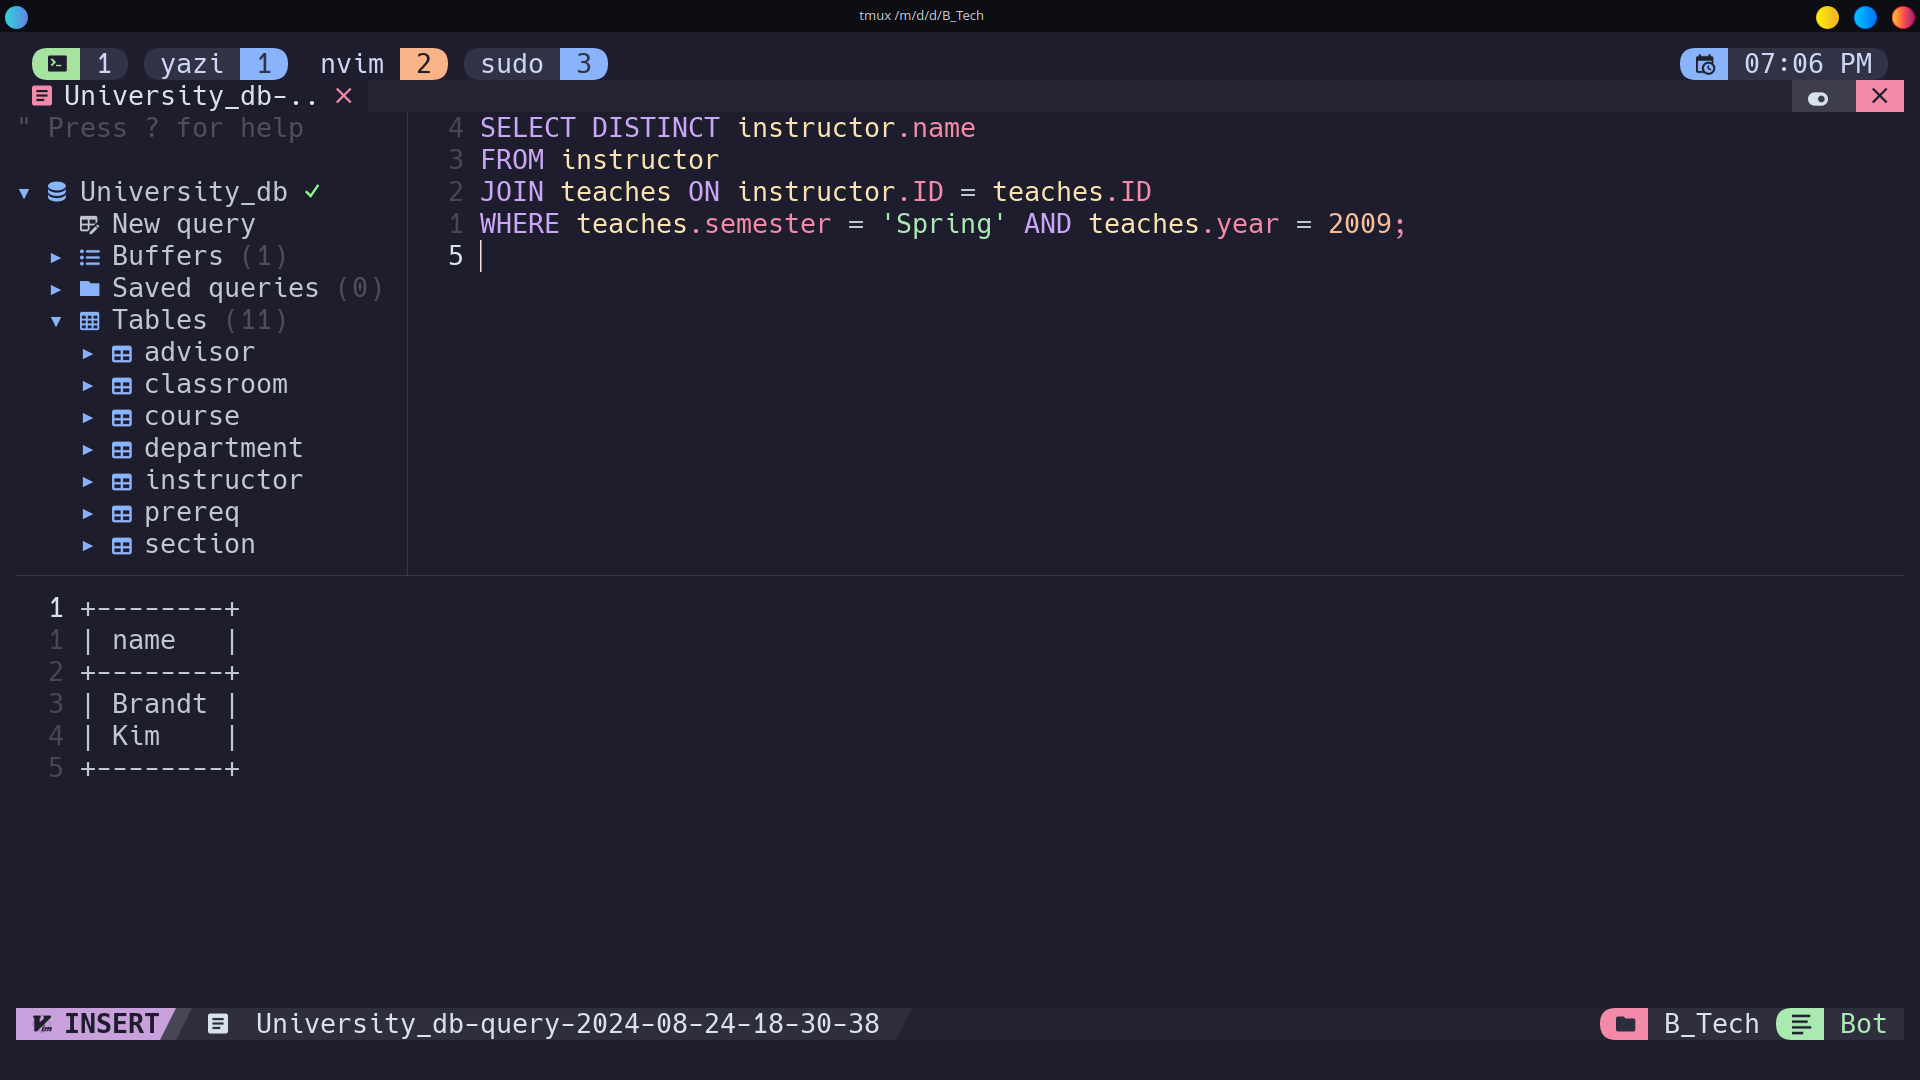 tmux /m/d/d/B_Tech
1 yazi 1 nvim 2 sudo 3 07:06 PM
University_db-..
" Press ? for help
University_db
New query
Buffers (1)
Saved queries (0)
Tables (11)
advisor
classroom
course
department
instructor
prereq
section
4 SELECT DISTINCT instructor.name
3 FROM instructor
2 JOIN teaches ON instructor.ID = teaches.ID
1 WHERE teaches.semester = 'Spring' AND teaches.year = 2009;
5
1 +--------+
1 | name   |
2 +--------+
3 | Brandt |
4 | Kim    |
5 +--------+
INSERT University_db-query-2024-08-24-18-30-38 B_Tech Bot